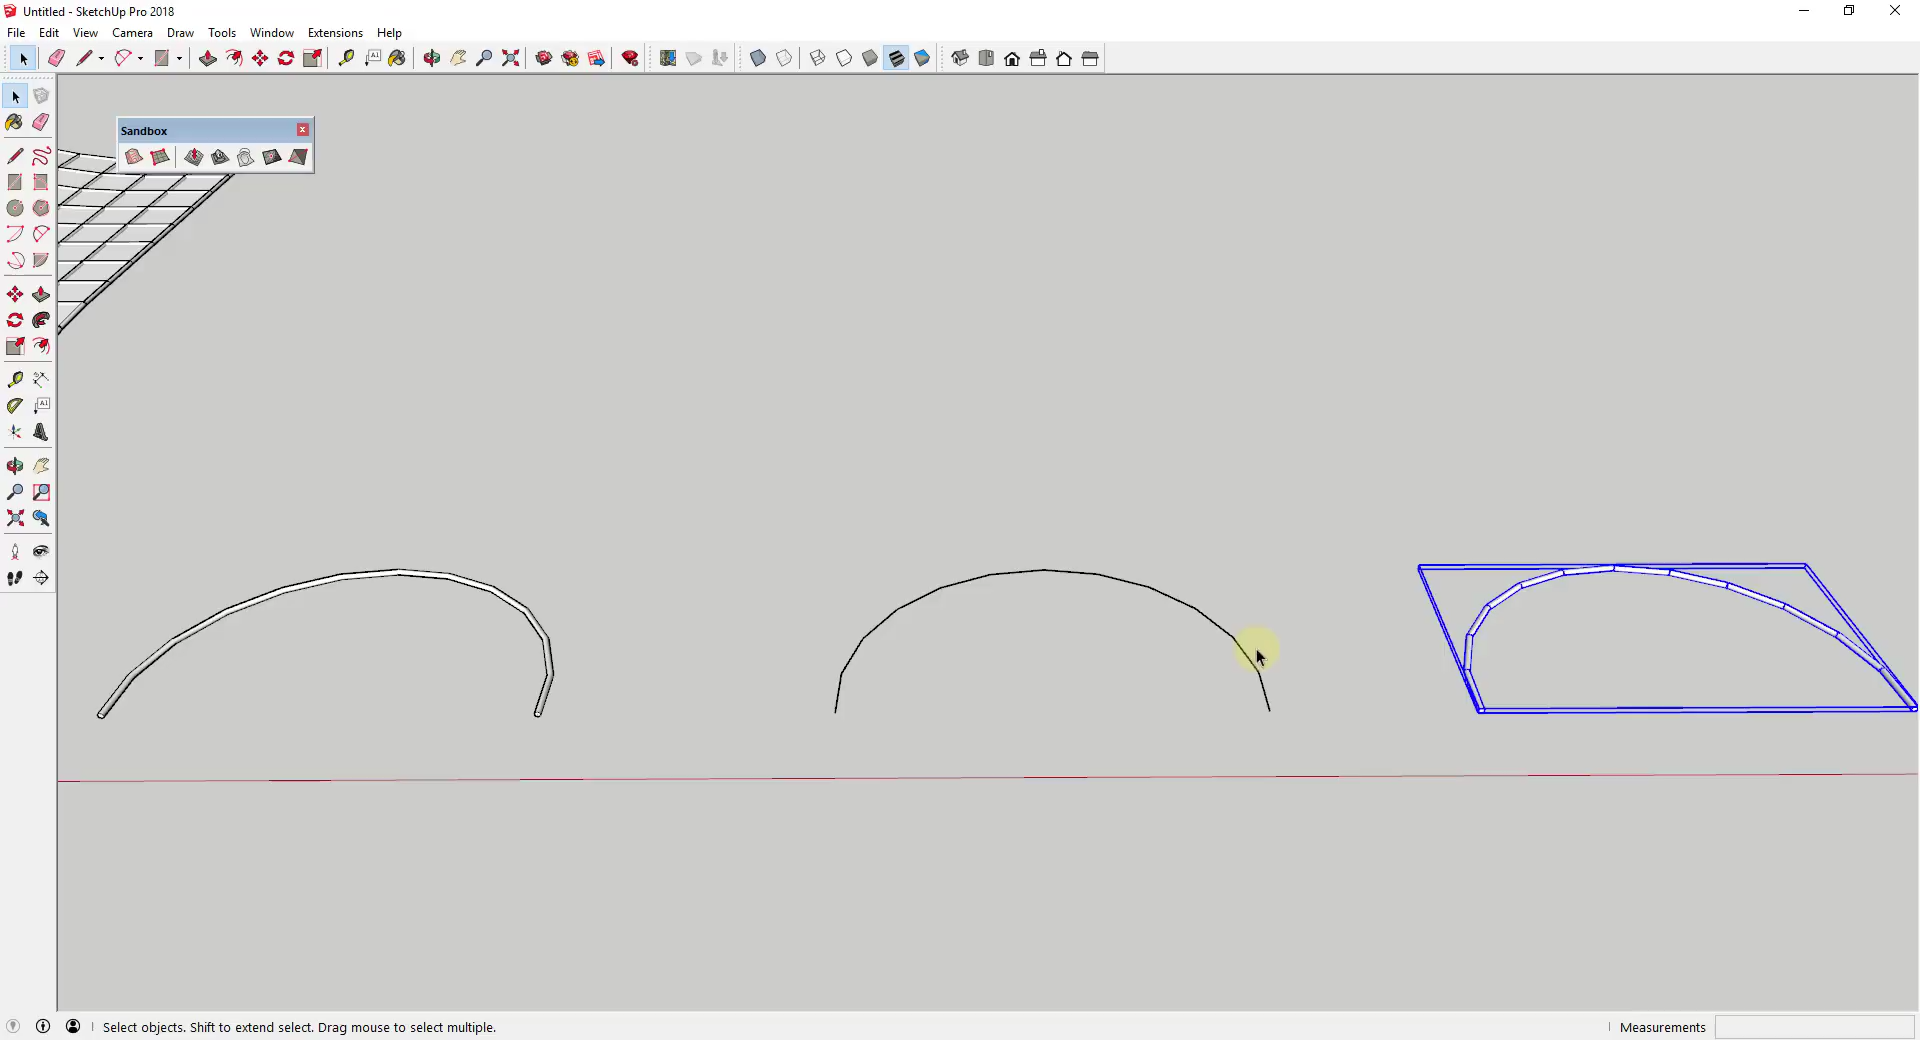 Untitled - SketchUp Pro 2018
File Edit View Camera Draw Tools Window Extensions Help
Sandbox
Select objects. Shift to extend select. Drag mouse to select multiple.
Measurements